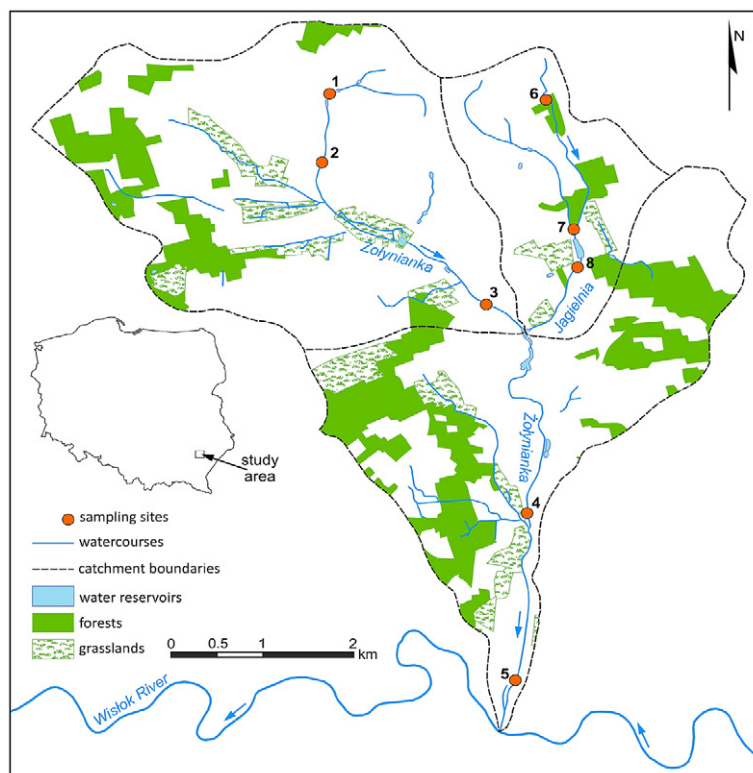 N
1
6
2
7
8
3
Żołynianka
Jagielnia
Żołynianka
study
area
4
5
sampling sites
watercourses
catchment boundaries
water reservoirs
forests
grasslands
0 0.5 1 2
km
Wisłok River